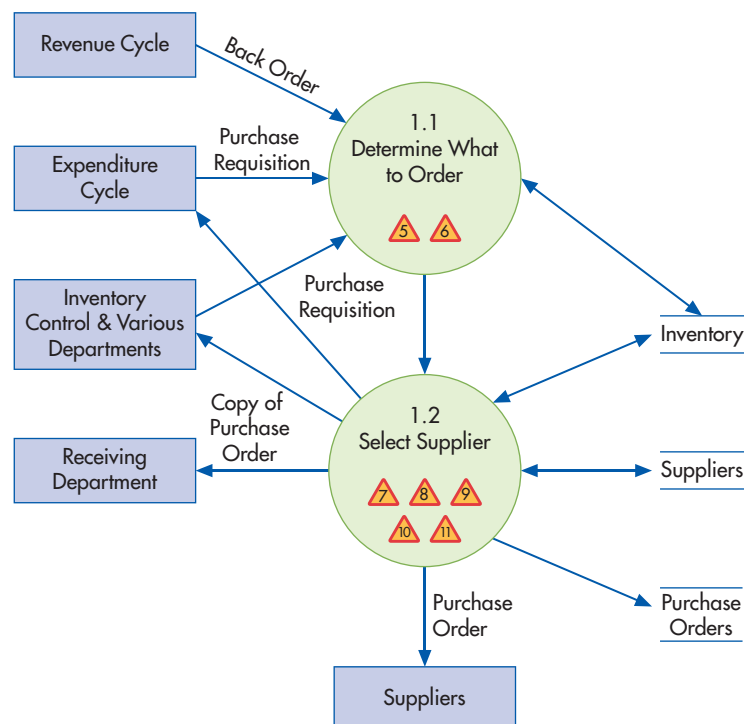 Revenue Cycle
Back Order
1.1
Determine What
to Order
5 6
Purchase
Requisition
Expenditure
Cycle
Purchase
Requisition
Inventory
Control & Various
Departments
Inventory
1.2
Select Supplier
7 8 9
10 11
Copy of
Purchase
Order
Receiving
Department
Suppliers
Purchase
Orders
Purchase
Order
Suppliers